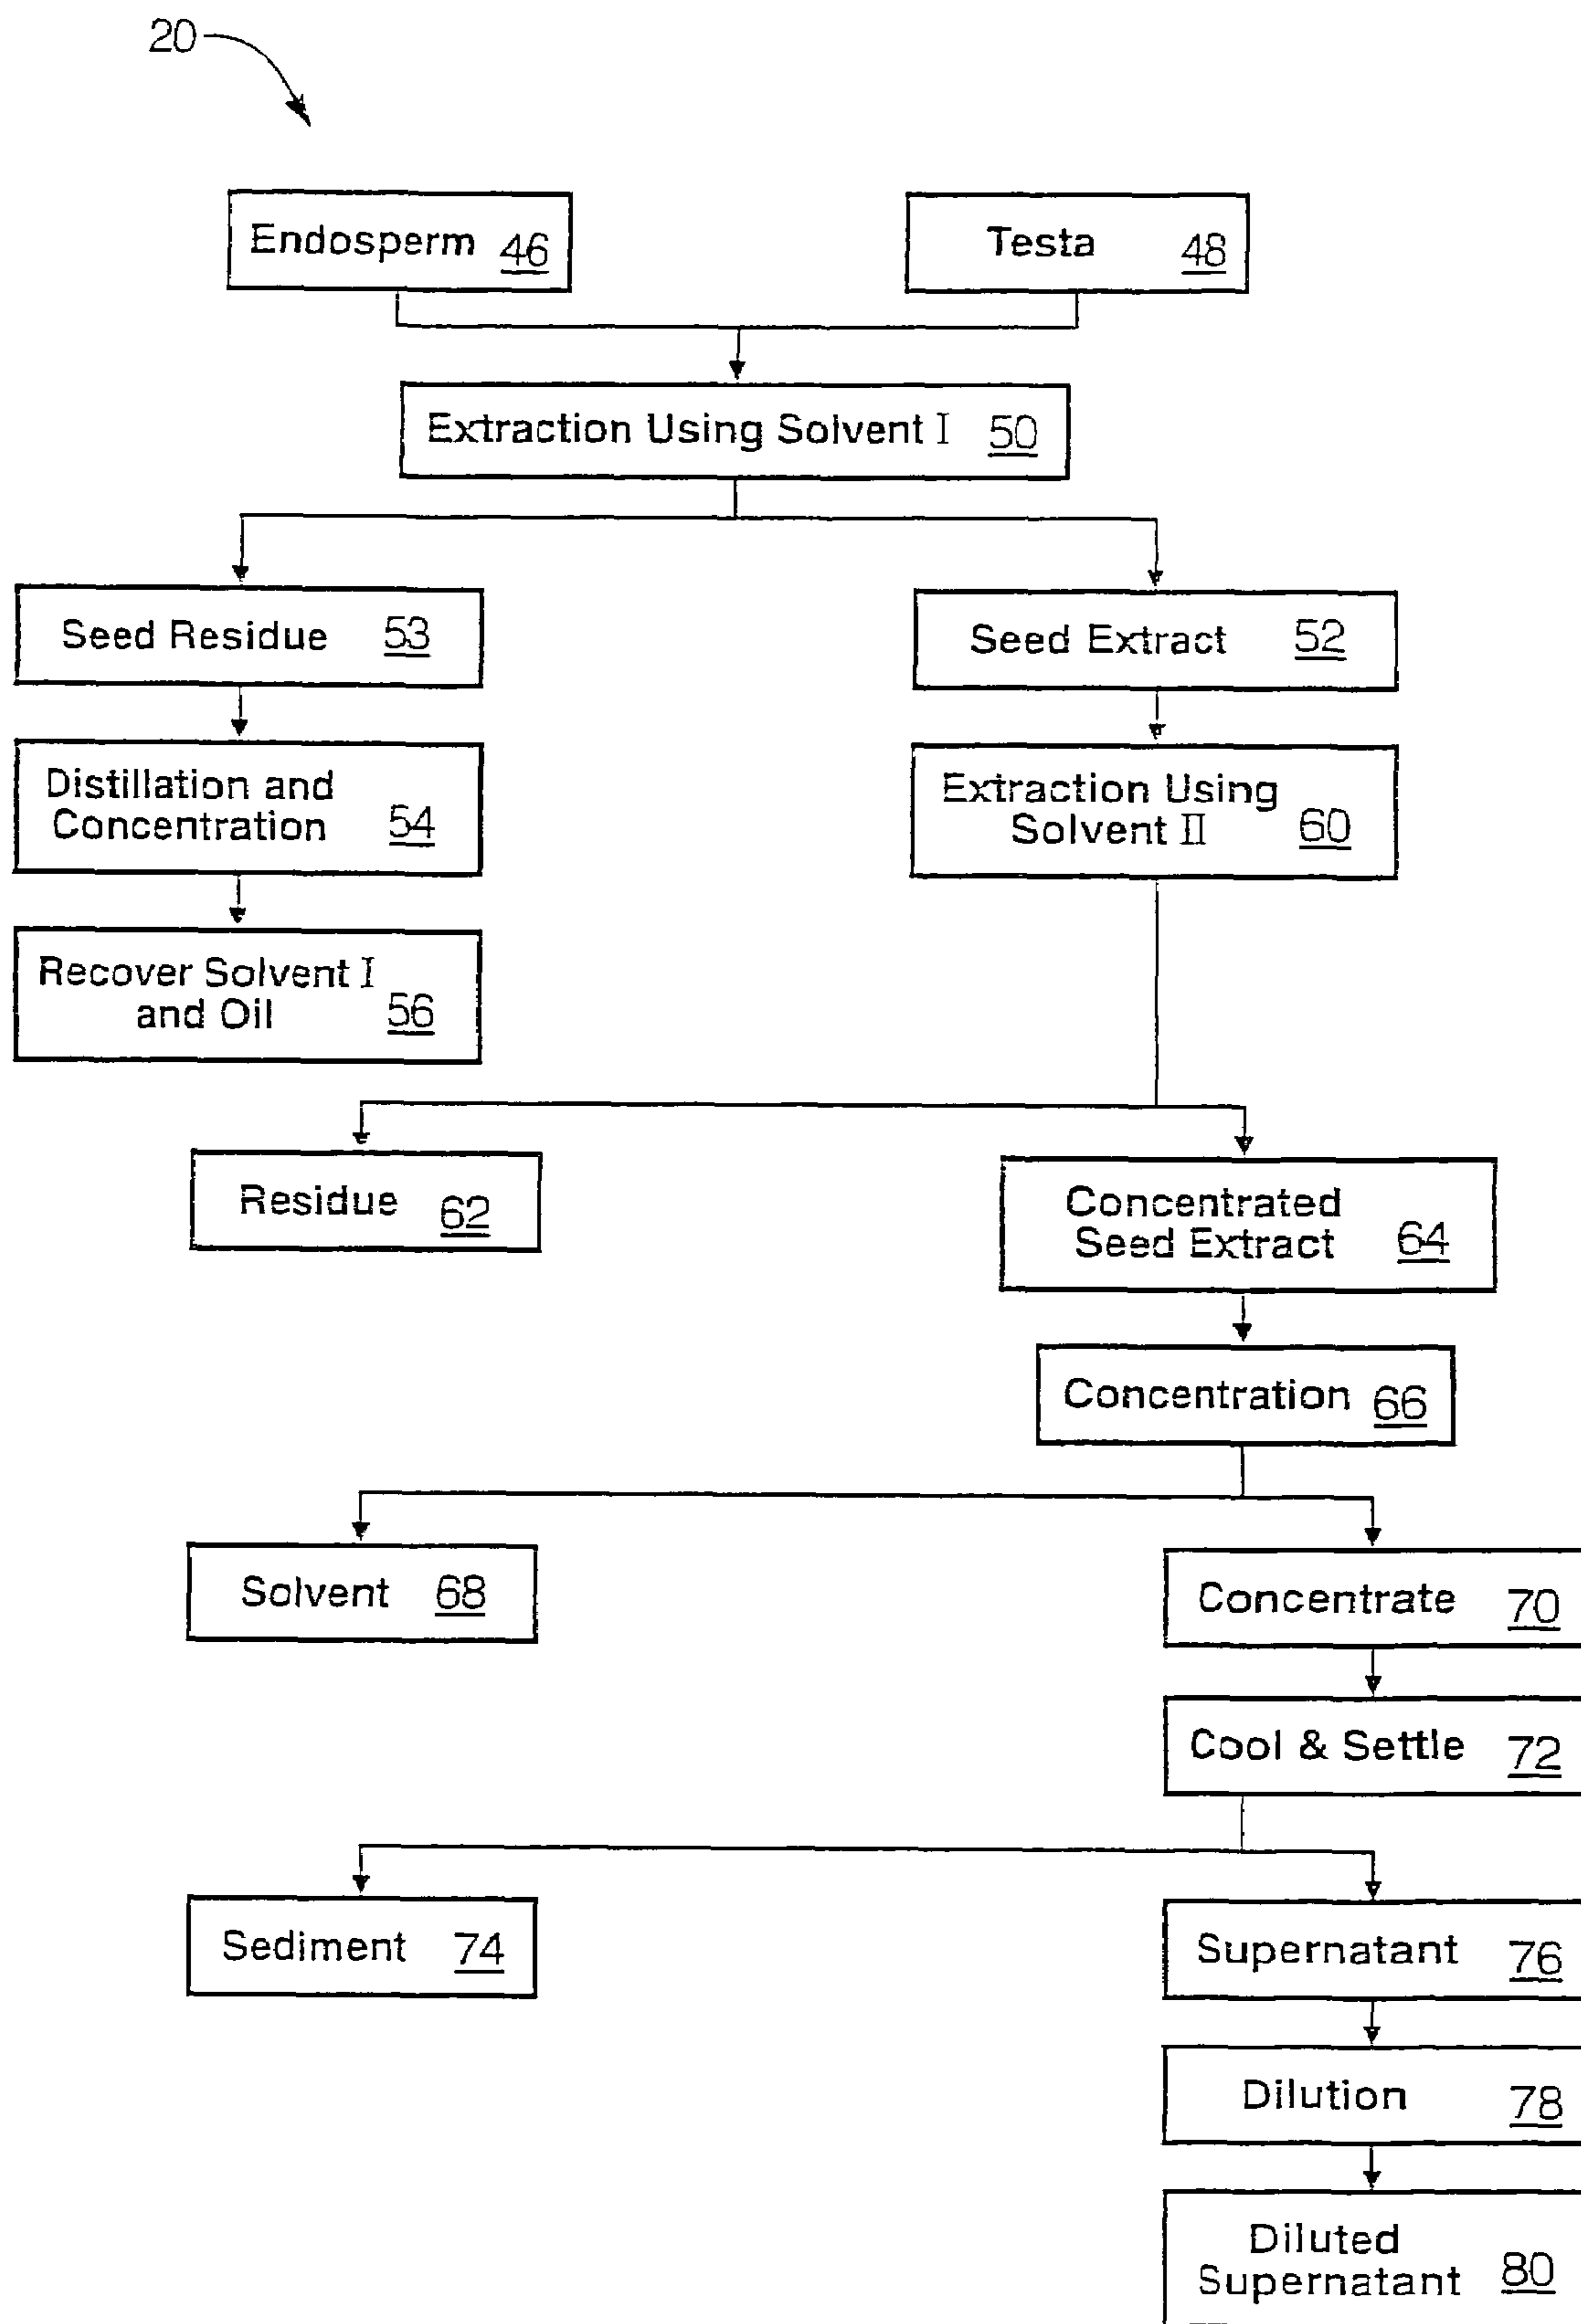 20
Endosperm 46
Testa 48
Extraction Using Solvent I 50
Seed Residue 53
Seed Extract 52
Distillation and
Concentration 54
Extraction Using
Solvent II 60
Recover Solvent I
and Oil 56
Residue 62
Concentrated
Seed Extract 64
Concentration 66
Solvent 68
Concentrate 70
Cool & Settle 72
Sediment 74
Supernatant 76
Dilution 78
Diluted
Supernatant 80